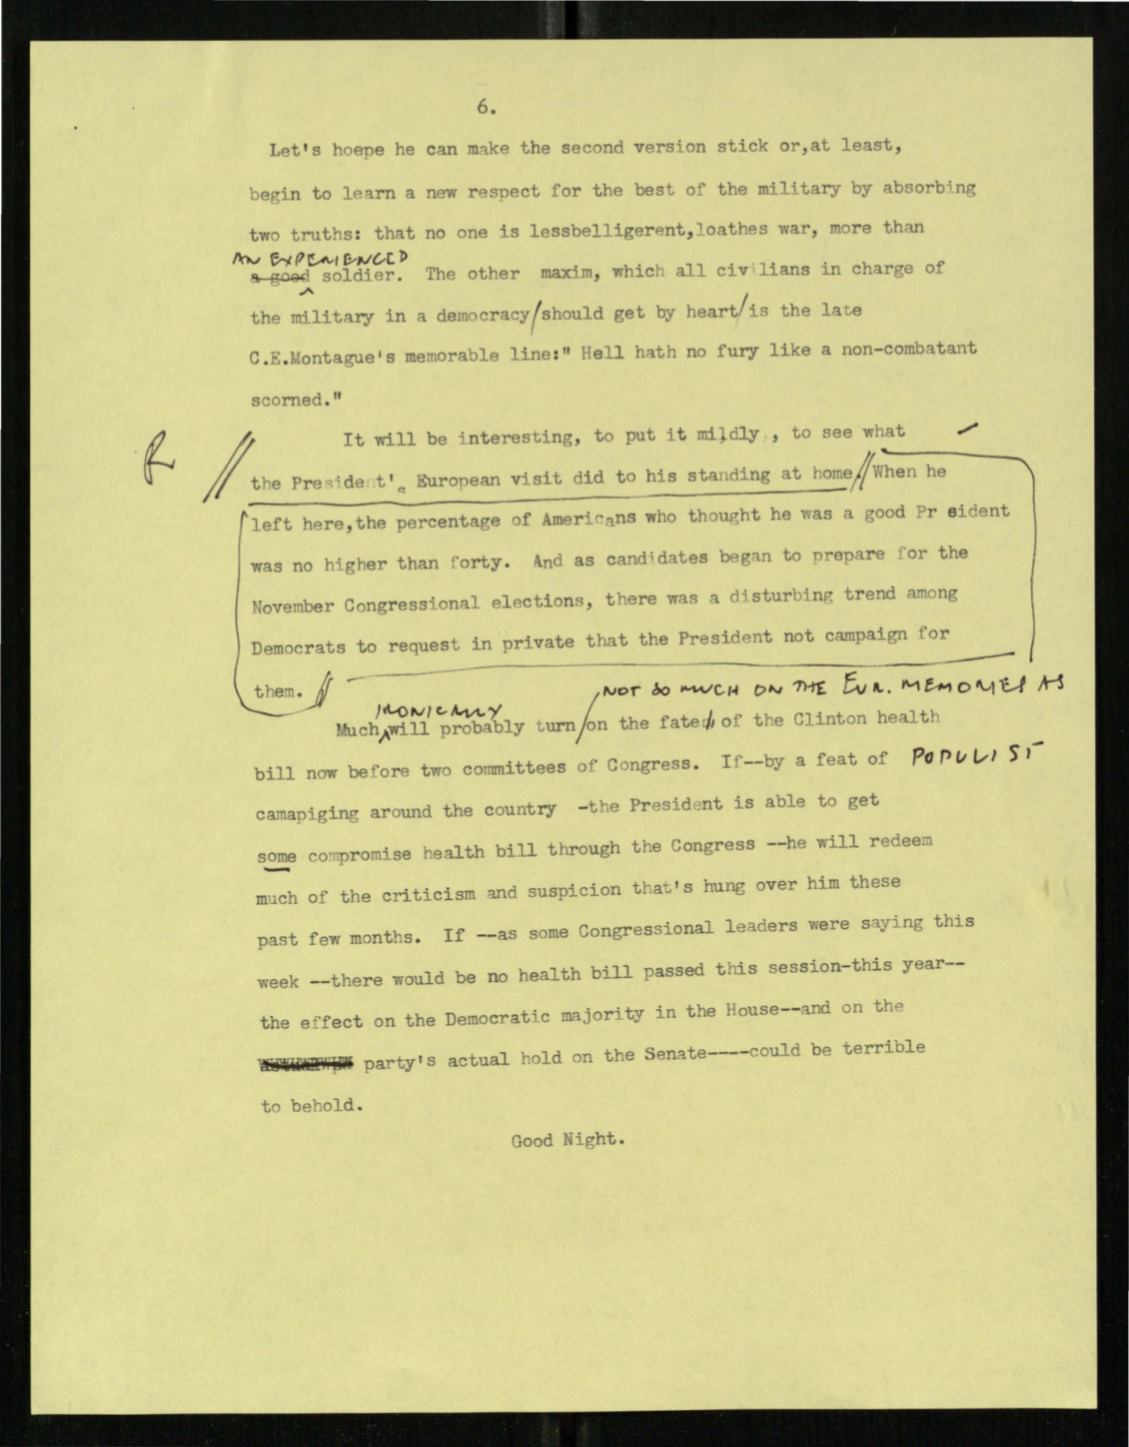 6.
Let's hoepe he can make the second version stick or,at least,
begin to learn a new respect for the best of the military by absorbing
two truths: that no one is lessbelligerent,loathes war, more than
AN EXPERIENCED
a good soldier. The other maxim, which all civilians in charge of
the military in a democracy/should get by heart/is the late
C.E.Montague's memorable line:" Hell hath no fury like a non-combatant
scorned."
It will be interesting, to put it mildly, , to see what
the President's European visit did to his standing at home.//When he
left here,the percentage of Americans who thought he was a good Pr eident
was no higher than forty. And as candidates began to prepare for the
November Congressional elections, there was a disturbing trend among
Democrats to request in private that the President not campaign for
them. //
IRONICALLY , NOT SO MUCH ON THE EUR. MEMORIES AS
Much will probably turn/on the fate of the Clinton health
bill now before two committees of Congress. If--by a feat of POPULIST
camapiging around the country -the President is able to get
some compromise health bill through the Congress --he will redeem
much of the criticism and suspicion that's hung over him these
past few months. If --as some Congressional leaders were saying this
week --there would be no health bill passed this session-this year--
the effect on the Democratic majority in the House--and on the
party's actual hold on the Senate----could be terrible
to behold.
Good Night.